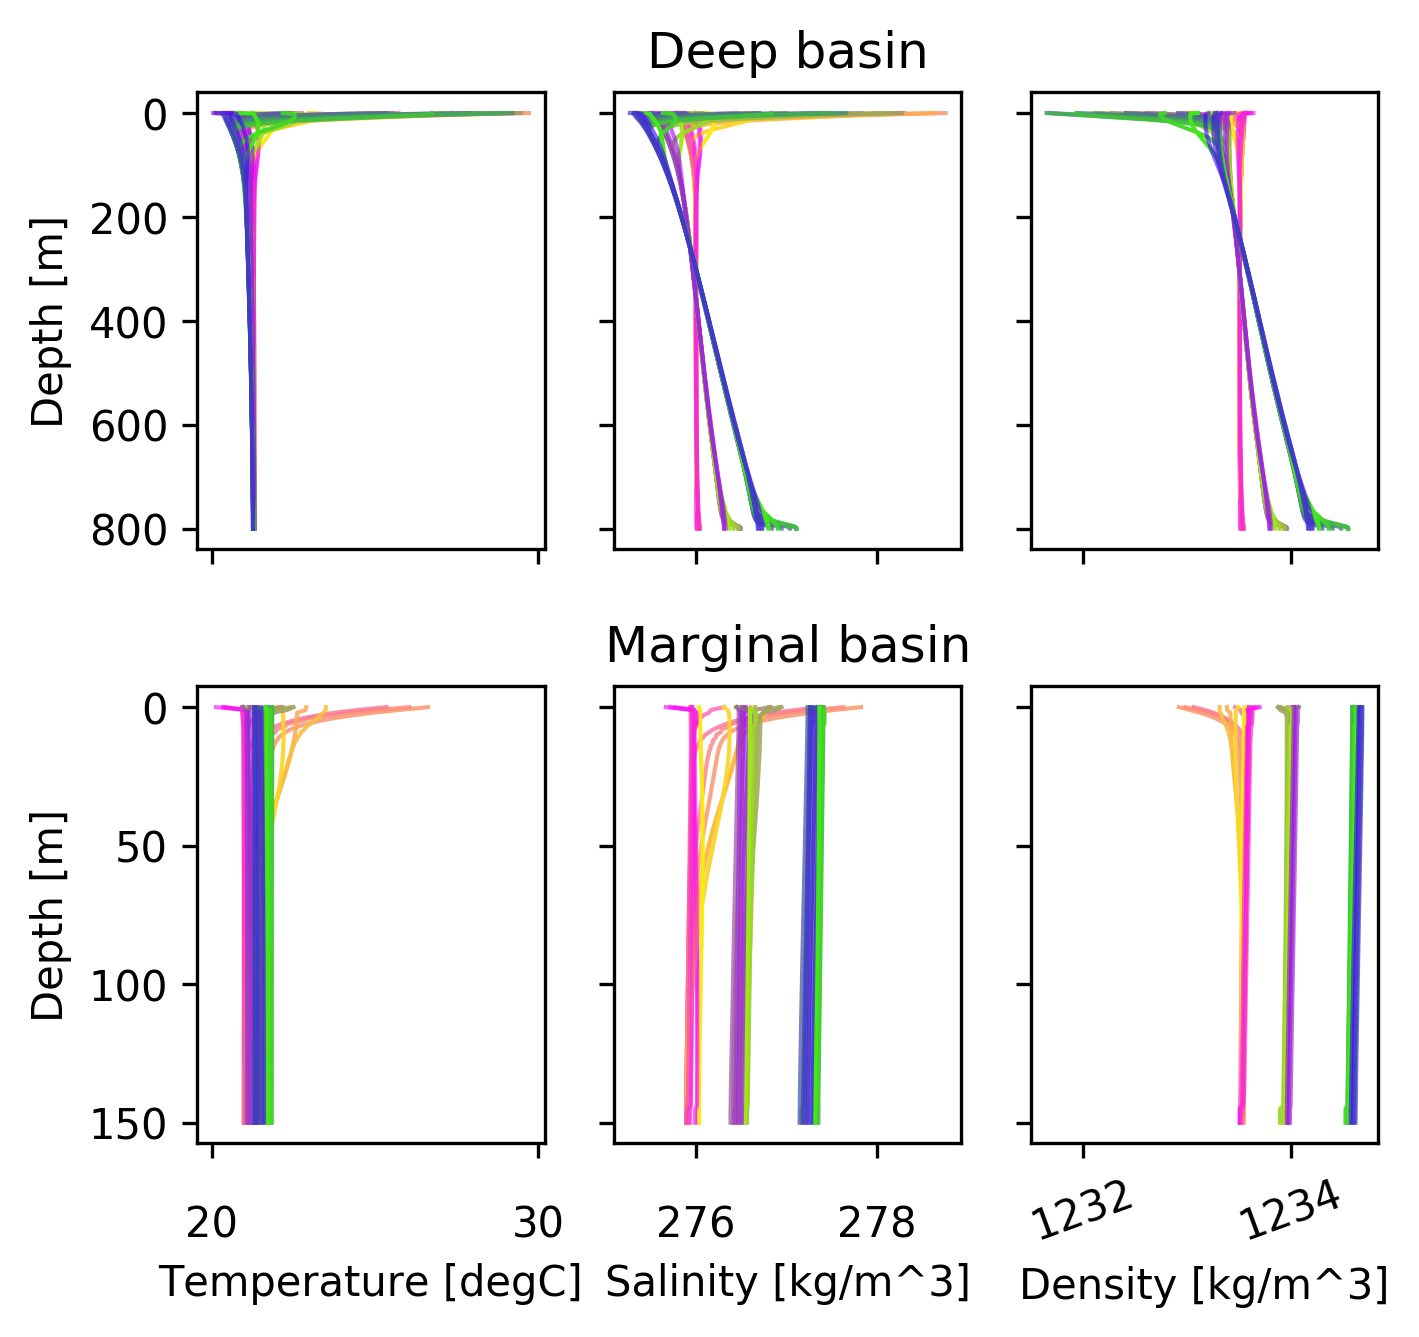 Deep basin
0
200
400
600
800
Depth [m]
Marginal basin
0
50
100
150
Depth [m]
20 30
276 278
1232 1234
Temperature [degC]
Salinity [kg/m^3]
Density [kg/m^3]